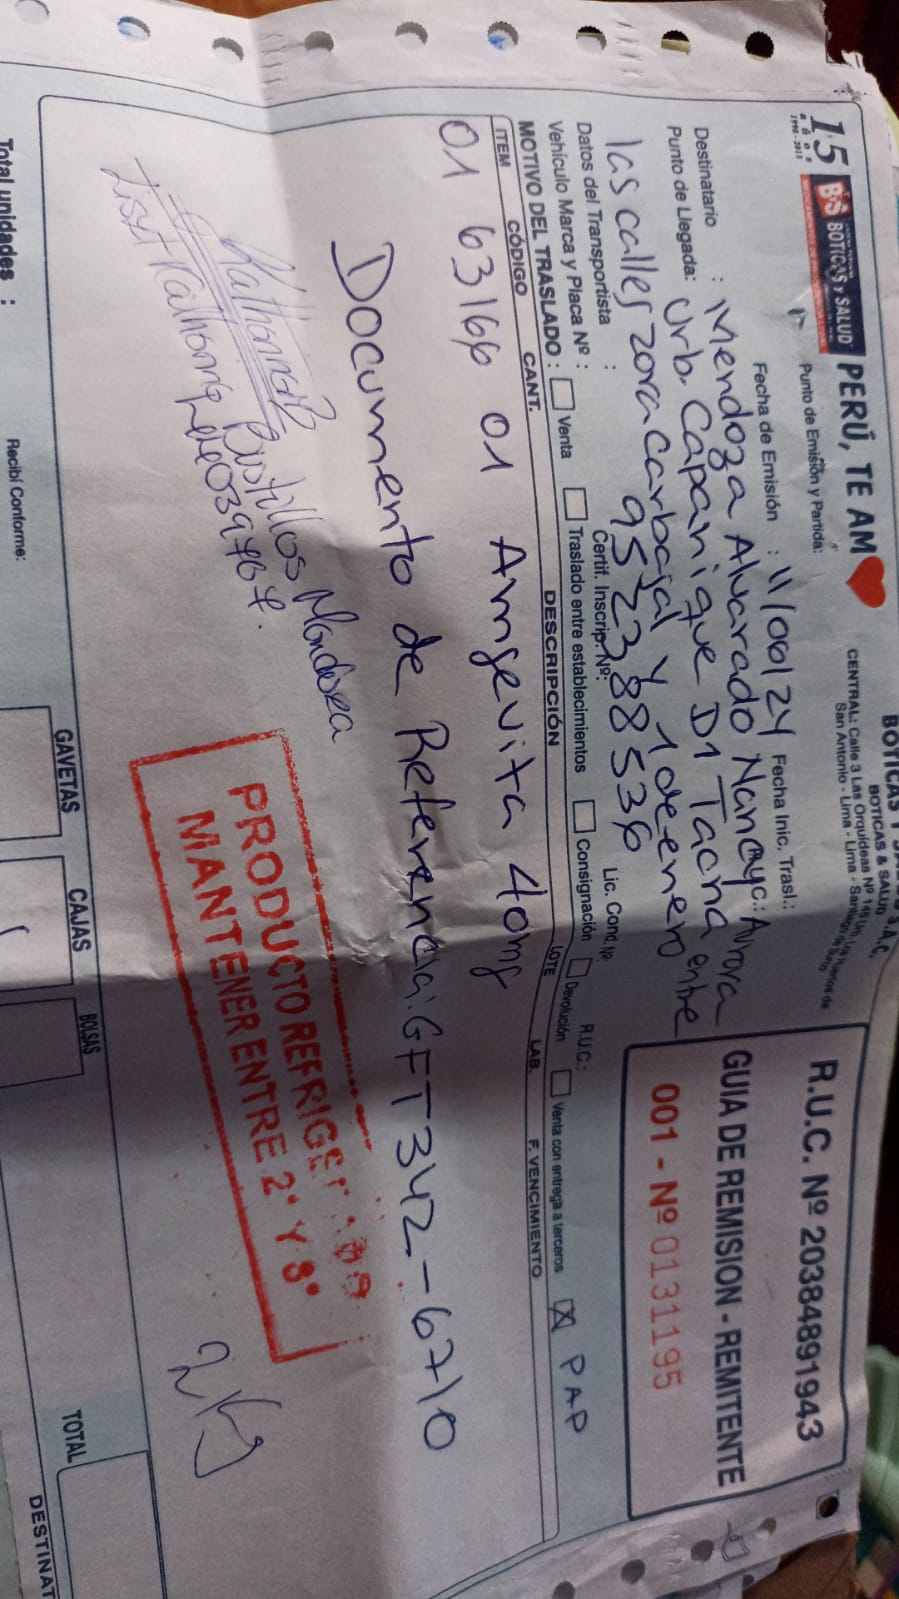 BOTICAS Y SALUD S.A.C.
BOTICAS & SALUD
CENTRAL: Calle 3 Las Orquídeas Nº 145 Urb. Los Huertos de
San Antonio - Lima - Lima - Santiago de Surco
15 años 1998-2013
BS BOTICAS Y SALUD PERÚ, TE AM
R.U.C. Nº 20384891943
GUIA DE REMISION - REMITENTE
001 - Nº 0131195
Punto de Emisión y Partida:
Fecha de Emisión : 11/00/24 Fecha Inic. Trasl.:
Destinatario : Mendoza Alvarado Nancy Aurora
Punto de Llegada: Urb. Capanique D1 Tacna entre
las calles zora carbajal y 1 de enero
952388536
Datos del Transportista :
Certif. Inscrip. Nº: Lic. Cond. Nº R.U.C.:
Vehículo Marca y Placa Nº :
MOTIVO DEL TRASLADO : Venta Traslado entre establecimientos Consignación Devolución Venta con entrega a terceros X PAP
ITEM CÓDIGO CANT. DESCRIPCIÓN LOTE LAB. F. VENCIMIENTO
01 63166 01 Amgevita 40mg
Documento de Referencia: GFT342-6710
Bustillos Mendoza
PRODUCTO REFRIGERADO
MANTENER ENTRE 2° Y 8°
GAVETAS CAJAS BOLSAS TOTAL
Total unidades :
Recibí Conforme:
DESTINAT